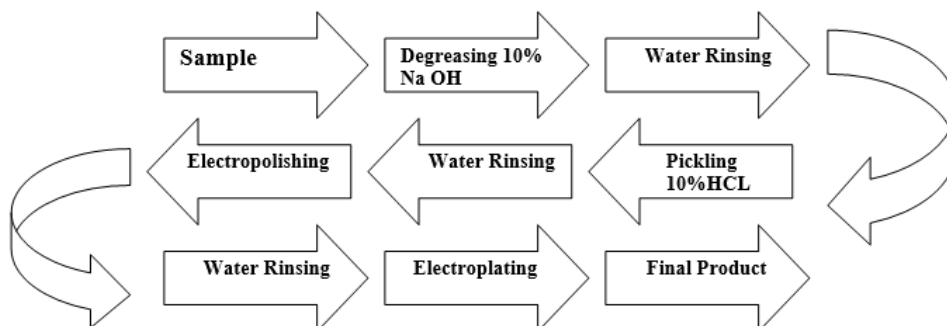 Sample
Degreasing 10%
Na OH
Water Rinsing
Pickling
10%HCL
Water Rinsing
Electropolishing
Water Rinsing
Electroplating
Final Product